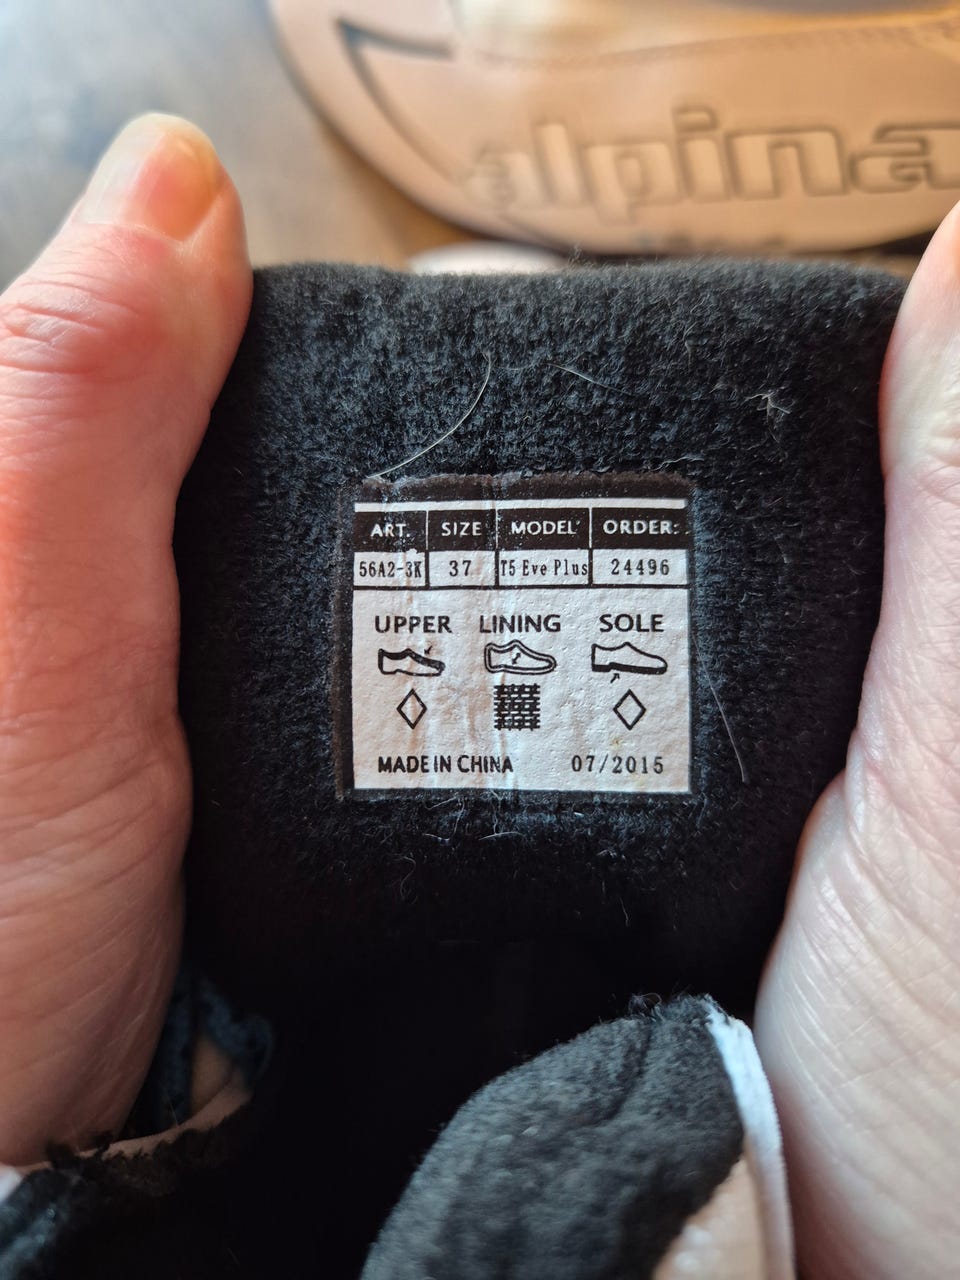 alpina
ART. SIZE MODEL ORDER:
56A2-3K 37 T5 Eve Plus 24496
UPPER LINING SOLE
MADE IN CHINA 07/2015